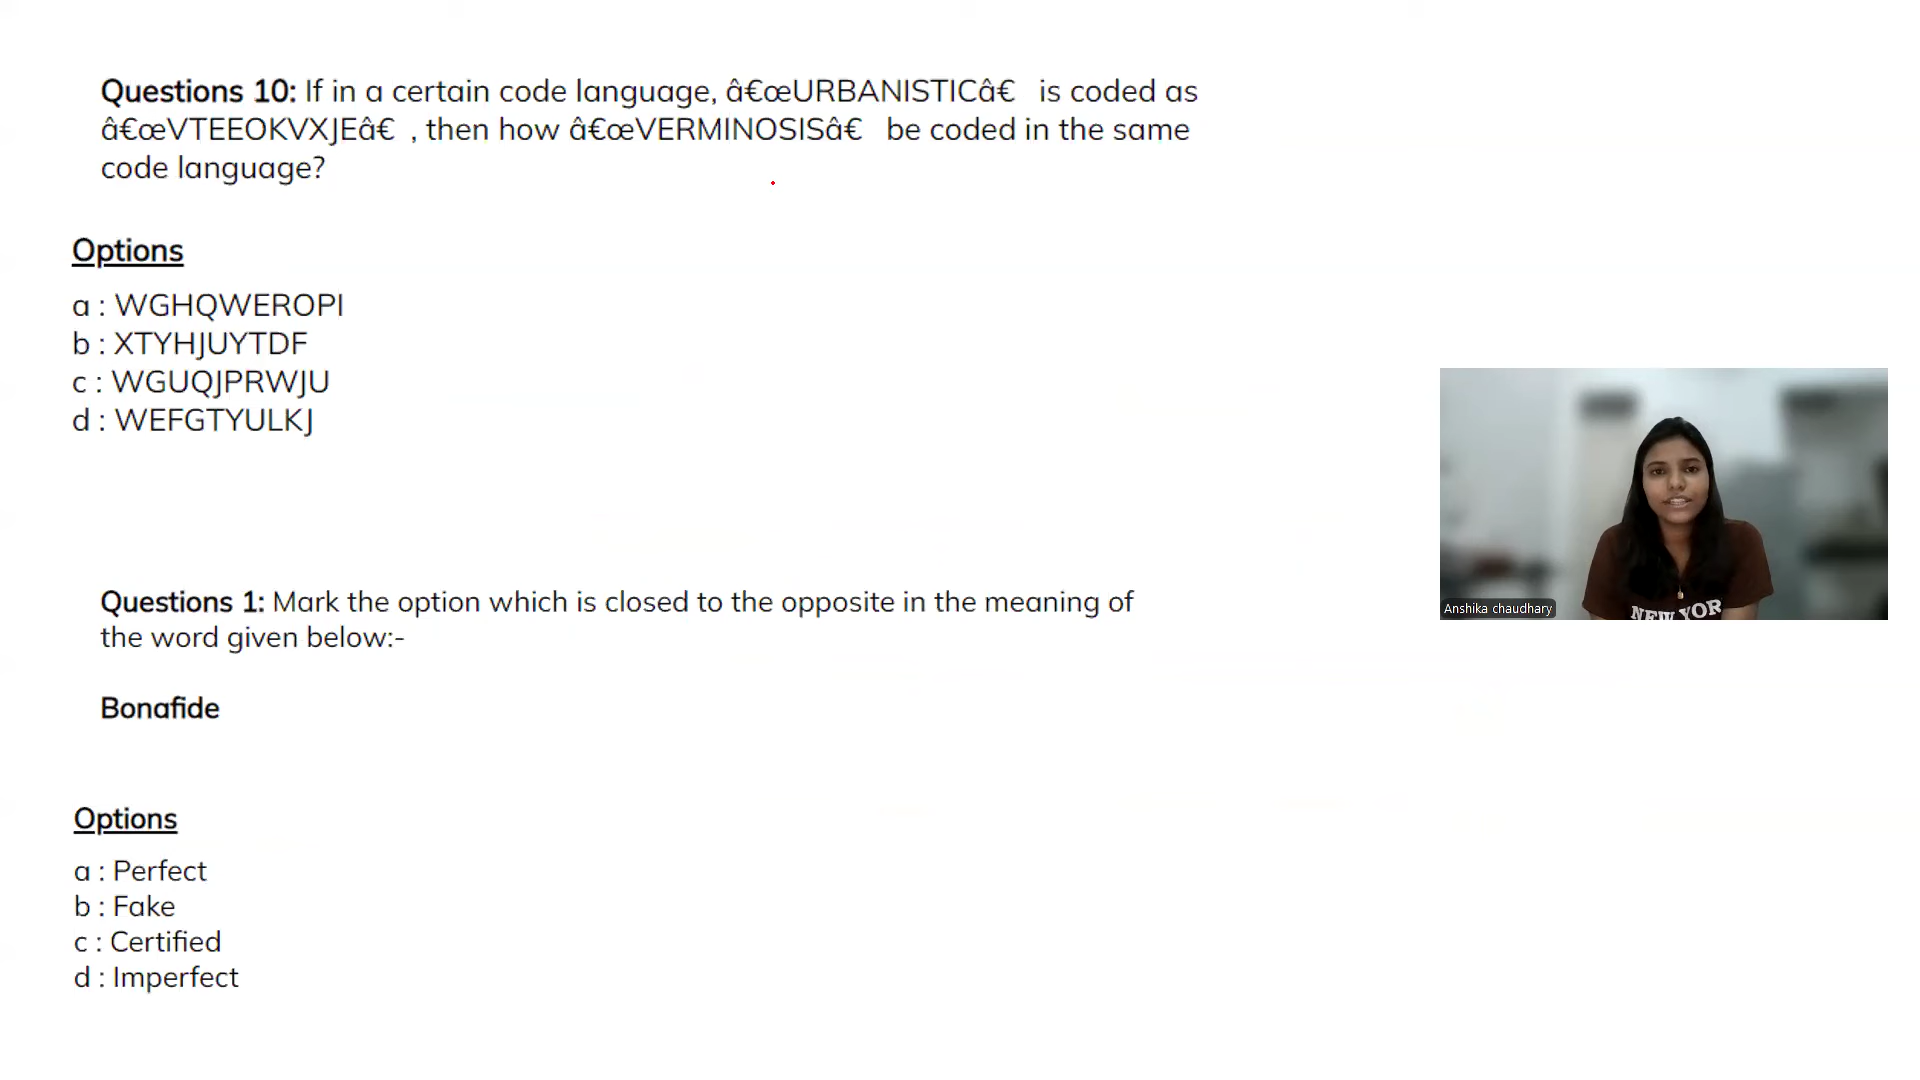 Questions 10: If in a certain code language, â€œURBANISTICâ€ is coded as
â€œVTEEOKVXJEâ€ , then how â€œVERMINOSISâ€ be coded in the same
code language?
Options
a : WGHQWEROPI
b : XTYHJUYTDF
c : WGUQJPRWJU
d : WEFGTYULKJ
Anshika chaudhary
NEW YOR
Questions 1: Mark the option which is closed to the opposite in the meaning of
the word given below:-
Bonafide
Options
a : Perfect
b : Fake
c : Certified
d : Imperfect